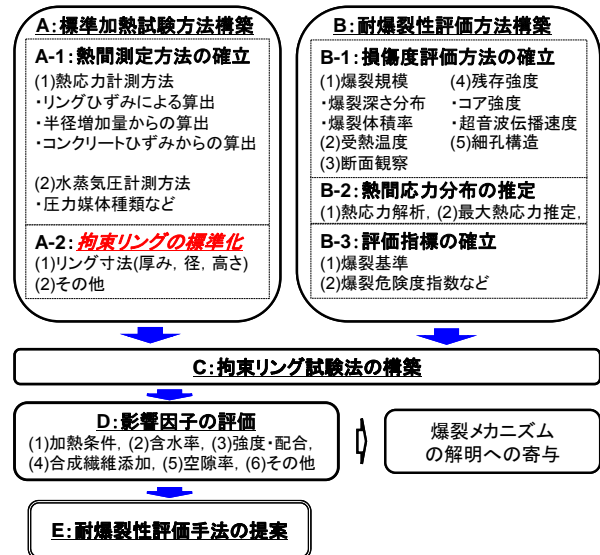 A:標準加熱試験方法構築
A-1:熱間測定方法の確立
(1)熱応力計測方法
・リングひずみによる算出
・半径増加量からの算出
・コンクリートひずみからの算出
(2)水蒸気圧計測方法
・圧力媒体種類など
A-2:拘束リングの標準化
(1)リング寸法(厚み, 径, 高さ)
(2)その他
B:耐爆裂性評価方法構築
B-1:損傷度評価方法の確立
(1)爆裂規模
・爆裂深さ分布
・爆裂体積率
(2)受熱温度
(3)断面観察
(4)残存強度
・コア強度
・超音波伝播速度
(5)細孔構造
B-2:熱間応力分布の推定
(1)熱応力解析, (2)最大熱応力推定,
B-3:評価指標の確立
(1)爆裂基準
(2)爆裂危険度指数など
C:拘束リング試験法の構築
D:影響因子の評価
(1)加熱条件, (2)含水率, (3)強度・配合,
(4)合成繊維添加, (5)空隙率, (6)その他
爆裂メカニズム
の解明への寄与
E:耐爆裂性評価手法の提案